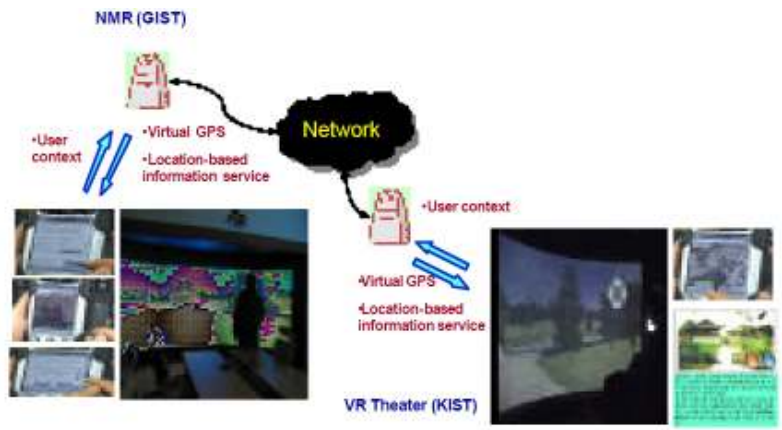 NMR (GIST)
•User
context
•Virtual GPS
•Location-based
information service
Network
•User context
•Virtual GPS
•Location-based
information service
VR Theater (KIST)